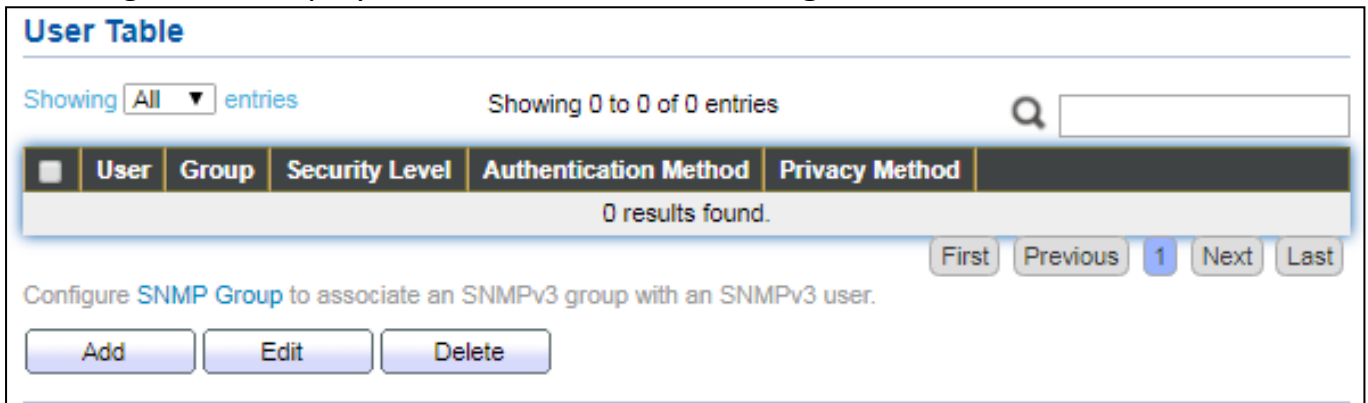 User Table
Showing All entries Showing 0 to 0 of 0 entries
User Group Security Level Authentication Method Privacy Method
0 results found.
First Previous 1 Next Last
Configure SNMP Group to associate an SNMPv3 group with an SNMPv3 user.
Add Edit Delete